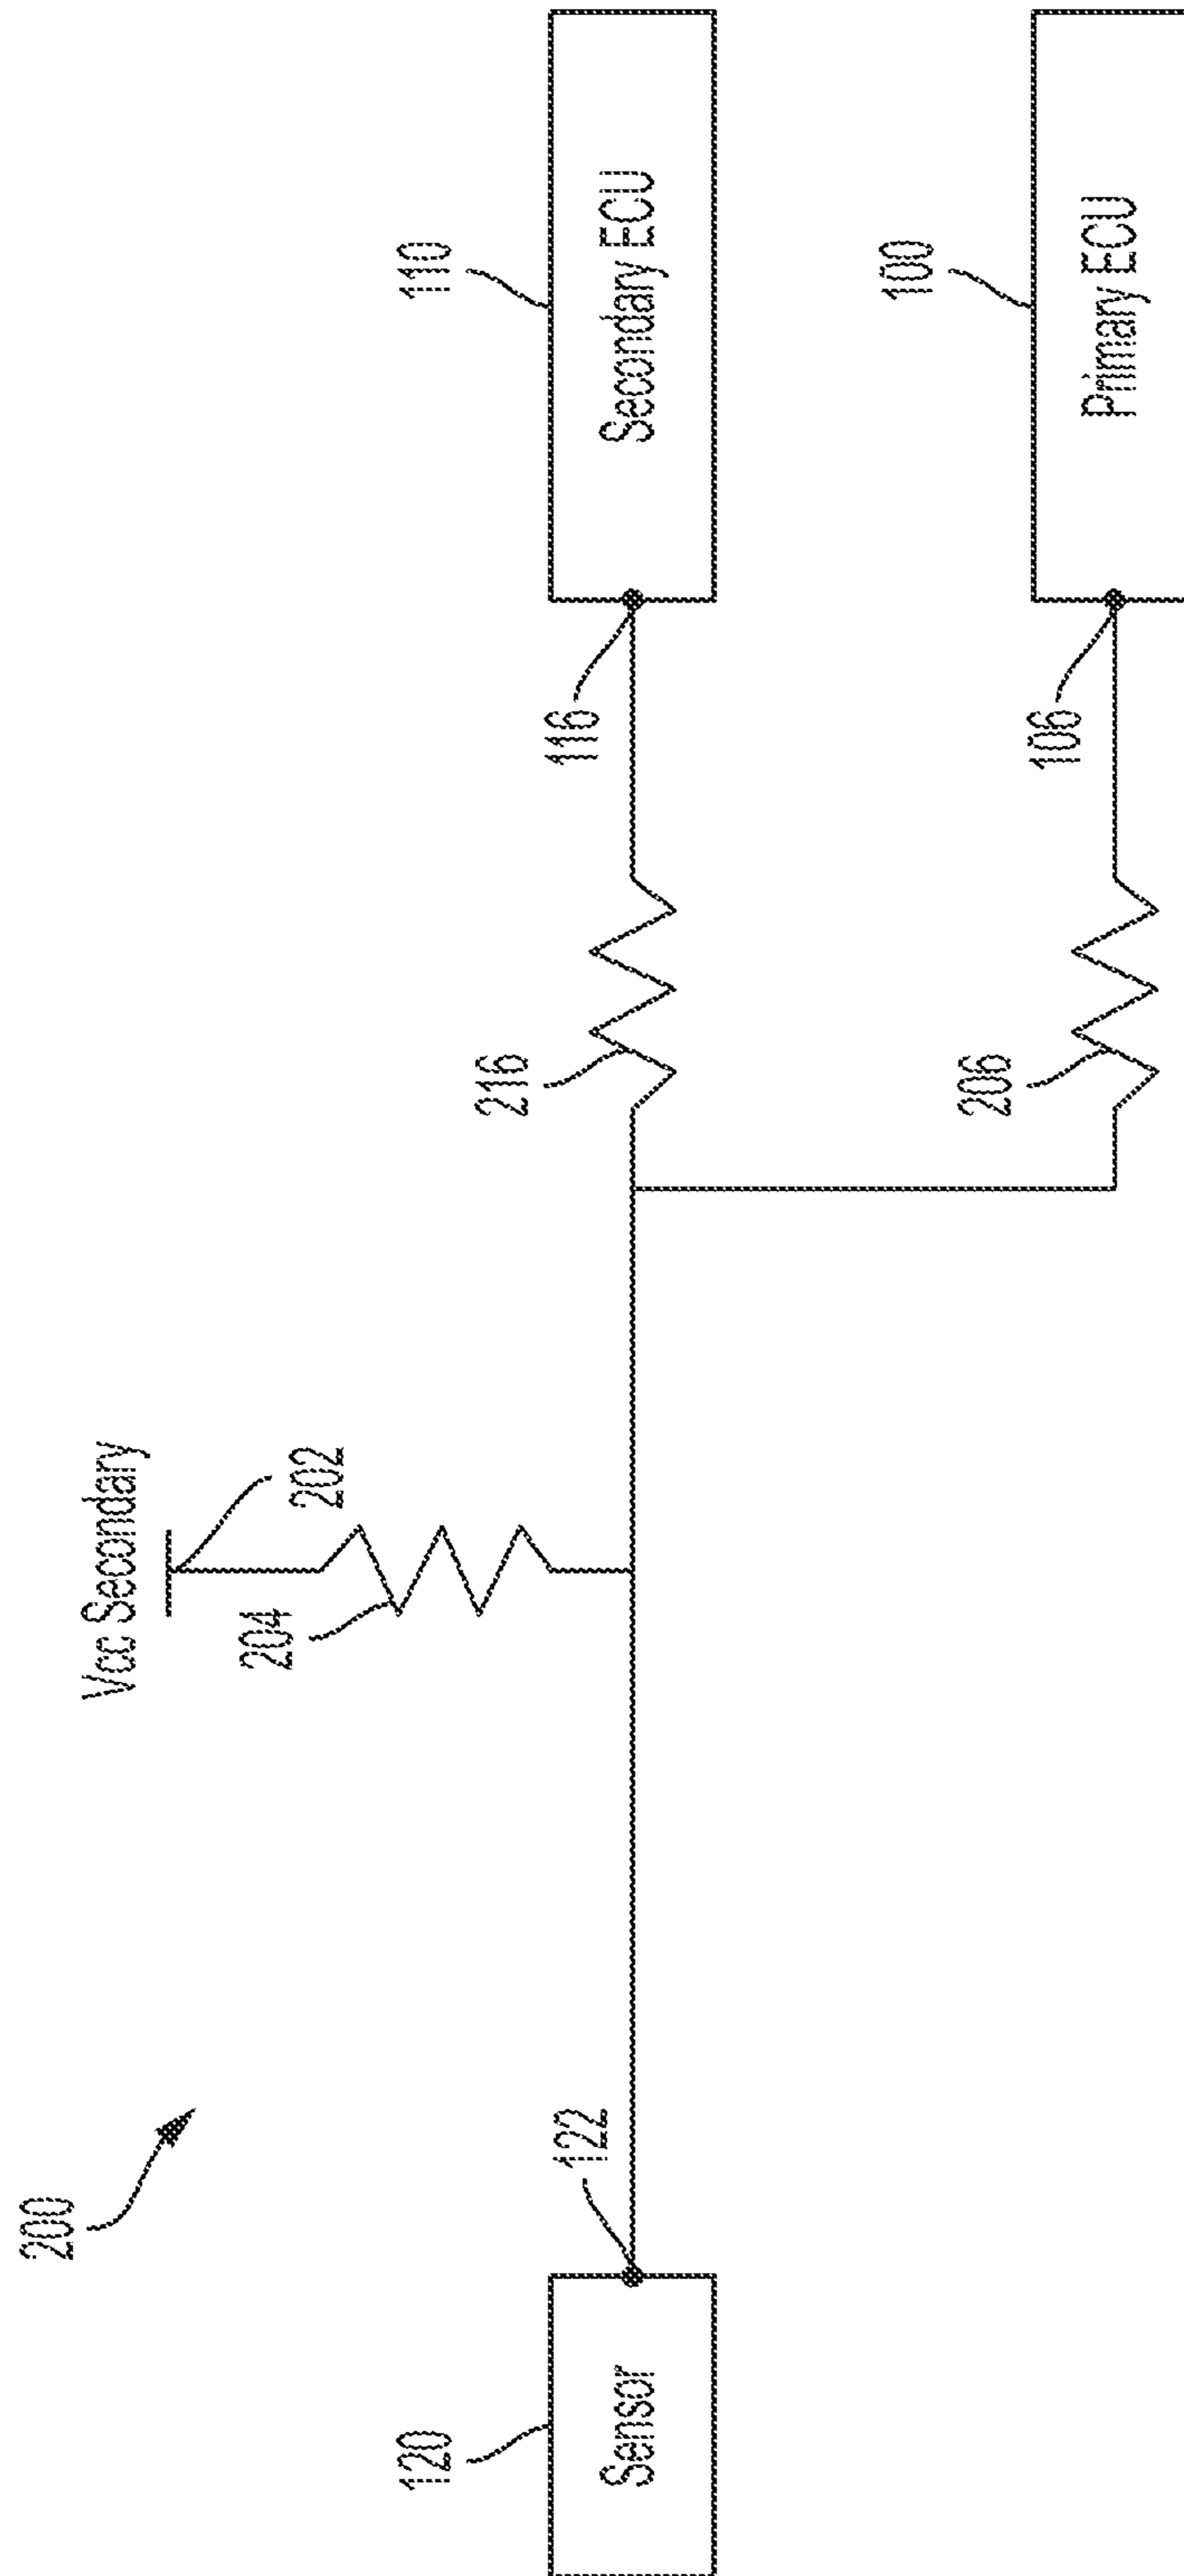 200
Vcc Secondary
202
204
120
Sensor
122
216
116
110
Secondary ECU
206
106
100
Primary ECU